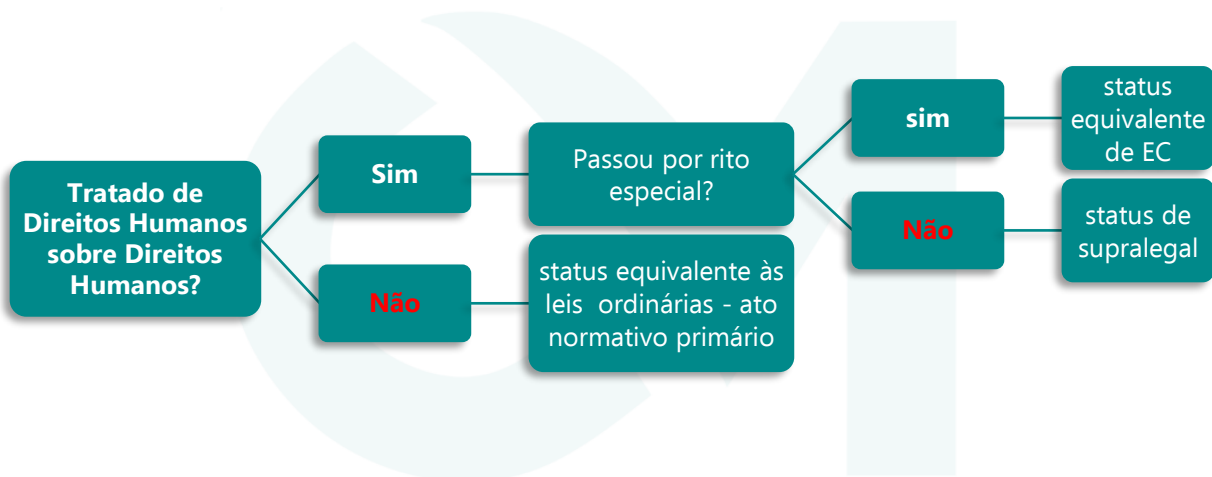 Tratado de
Direitos Humanos
sobre Direitos
Humanos?
Sim
Não
Passou por rito
especial?
status equivalente às
leis ordinárias - ato
normativo primário
sim
Não
status
equivalente
de EC
status de
supralegal